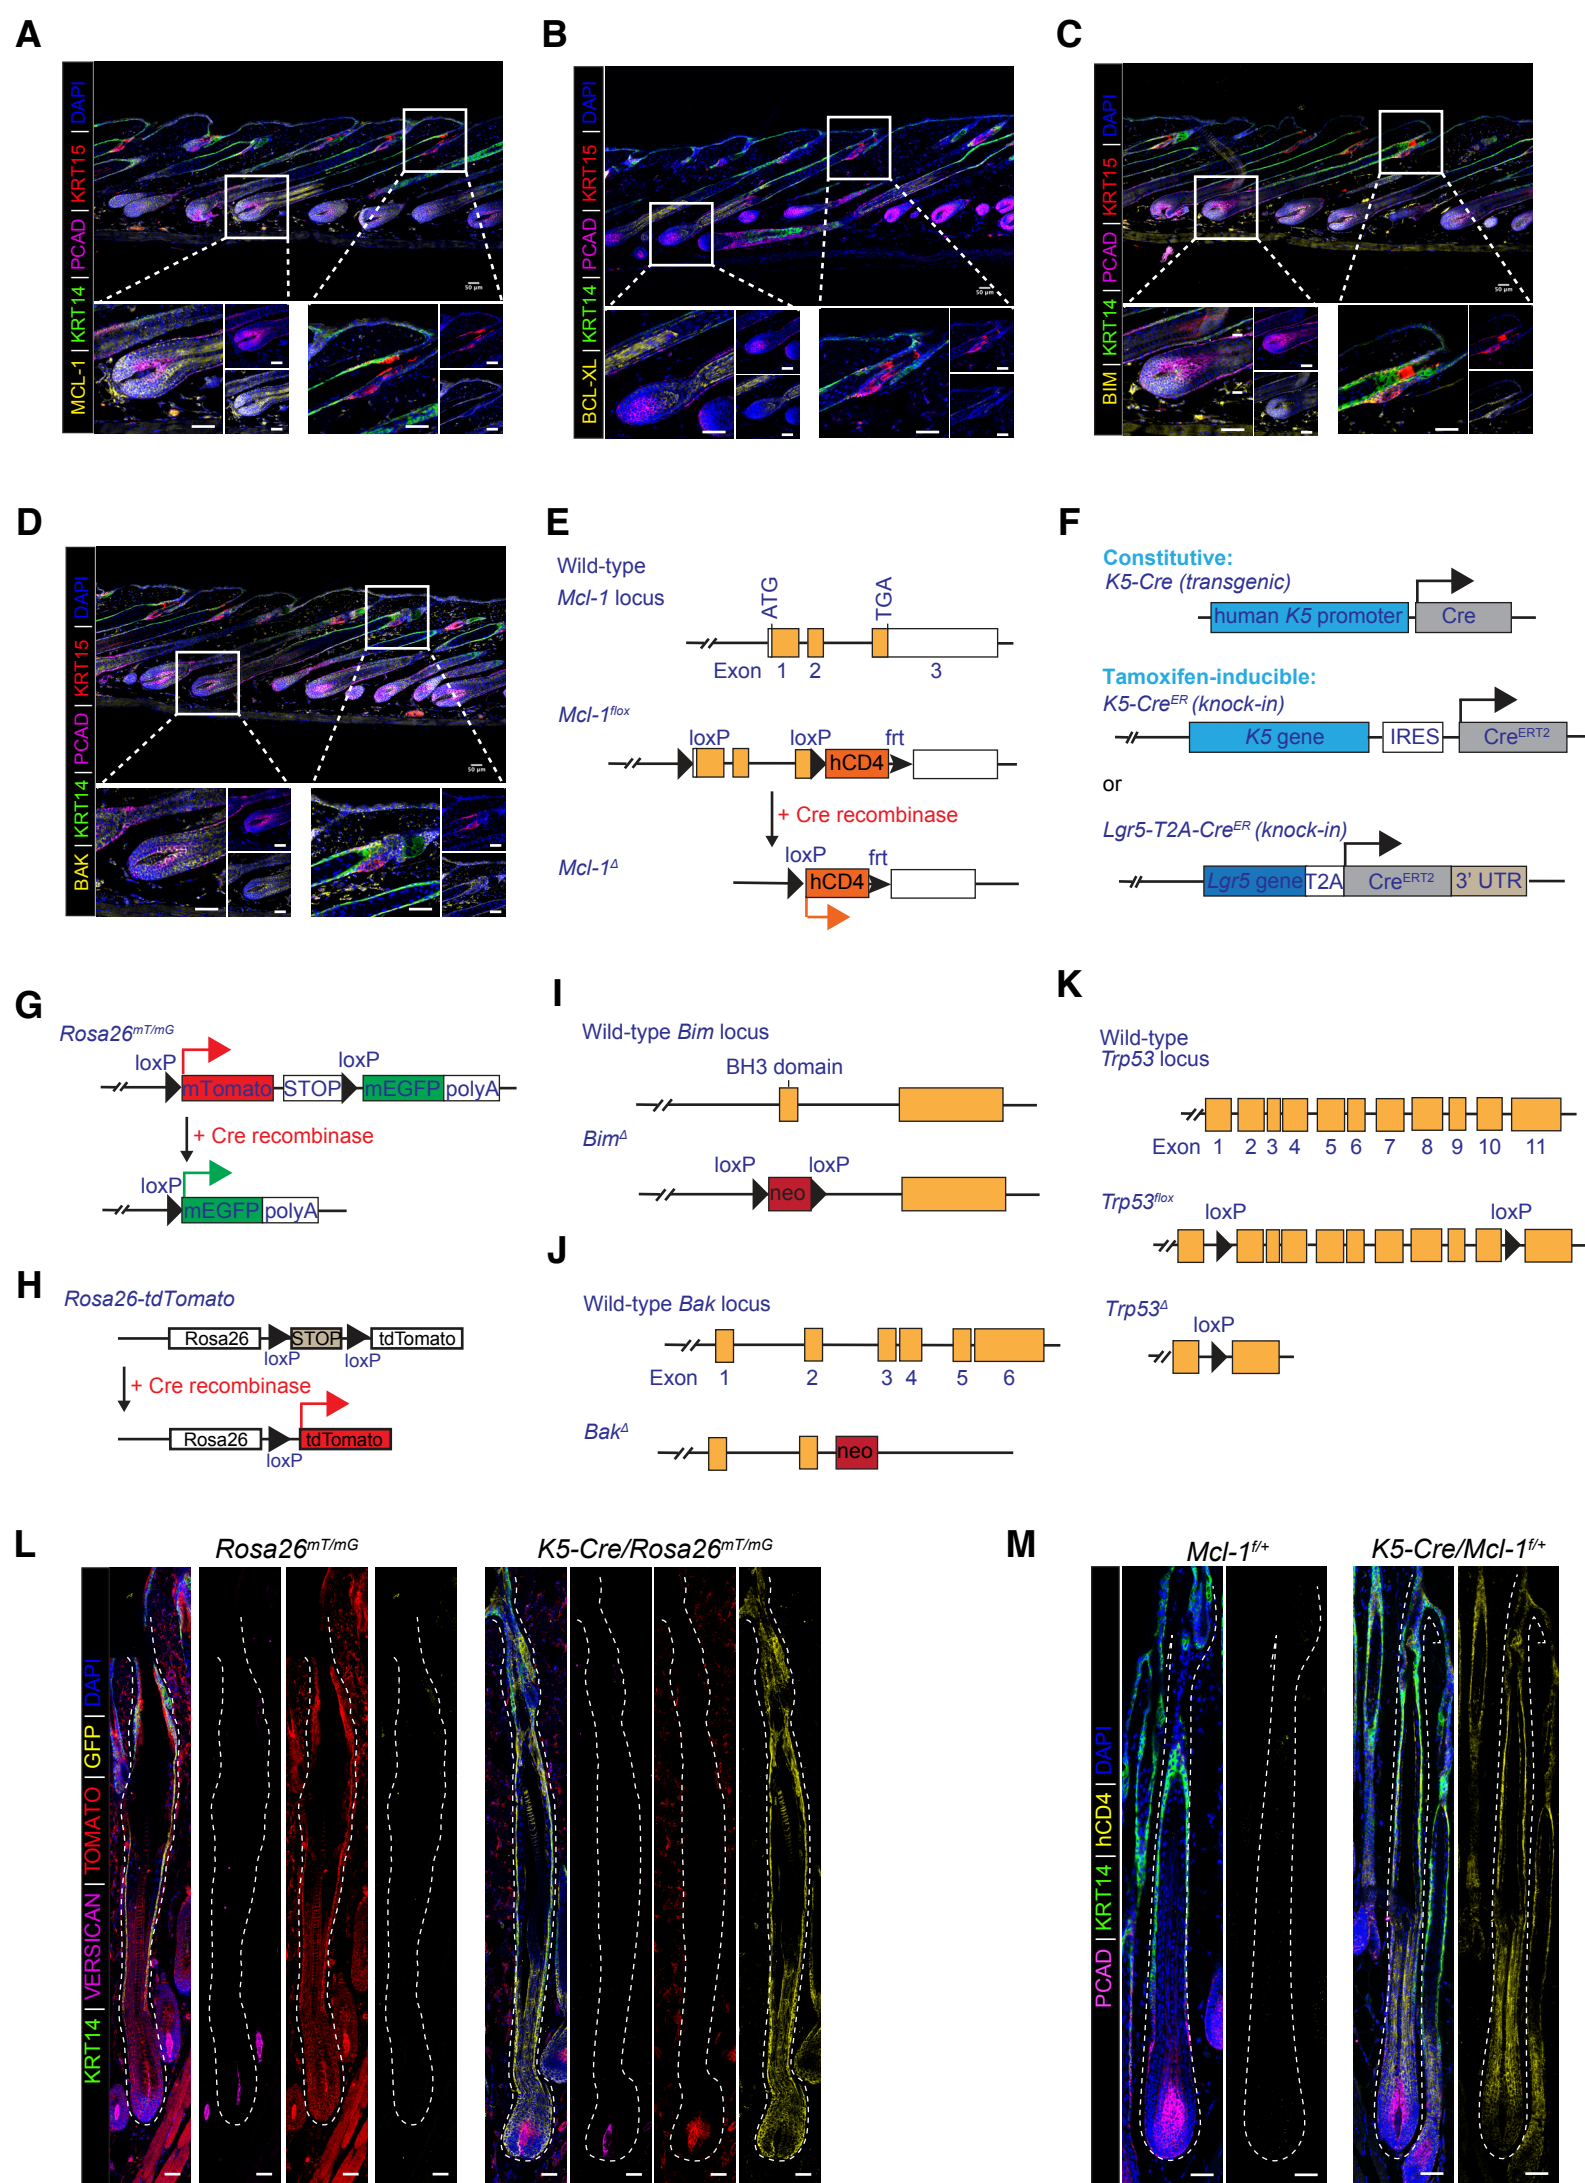 A
MCL-1 | KRT14 | PCAD | KRT15 | DAPI
50 µm
B
BCL-XL | KRT14 | PCAD | KRT15 | DAPI
50 µm
C
BIM | KRT14 | PCAD | KRT15 | DAPI
50 µm
D
BAK | KRT14 | PCAD | KRT15 | DAPI
50 µm
E
Wild-type
Mcl-1 locus
ATG
TGA
Exon 1 2 3
Mcl-1flox
loxP loxP frt
hCD4
+ Cre recombinase
loxP frt
Mcl-1Δ
hCD4
F
Constitutive:
K5-Cre (transgenic)
human K5 promoter Cre
Tamoxifen-inducible:
K5-CreER (knock-in)
K5 gene IRES CreERT2
or
Lgr5-T2A-CreER (knock-in)
Lgr5 gene T2A CreERT2 3' UTR
G
Rosa26mT/mG
loxP loxP
mTomato STOP mEGFP polyA
+ Cre recombinase
loxP
mEGFP polyA
H
Rosa26-tdTomato
Rosa26 STOP tdTomato
loxP loxP
+ Cre recombinase
Rosa26 tdTomato
loxP
I
Wild-type Bim locus
BH3 domain
BimΔ
loxP loxP
neo
J
Wild-type Bak locus
Exon 1 2 3 4 5 6
BakΔ
neo
K
Wild-type
Trp53 locus
Exon 1 2 3 4 5 6 7 8 9 10 11
Trp53flox
loxP loxP
Trp53Δ
loxP
L
Rosa26mT/mG K5-Cre/Rosa26mT/mG
KRT14 | VERSICAN | TOMATO | GFP | DAPI
M
Mcl-1f/+ K5-Cre/Mcl-1f/+
PCAD | KRT14 | hCD4 | DAPI